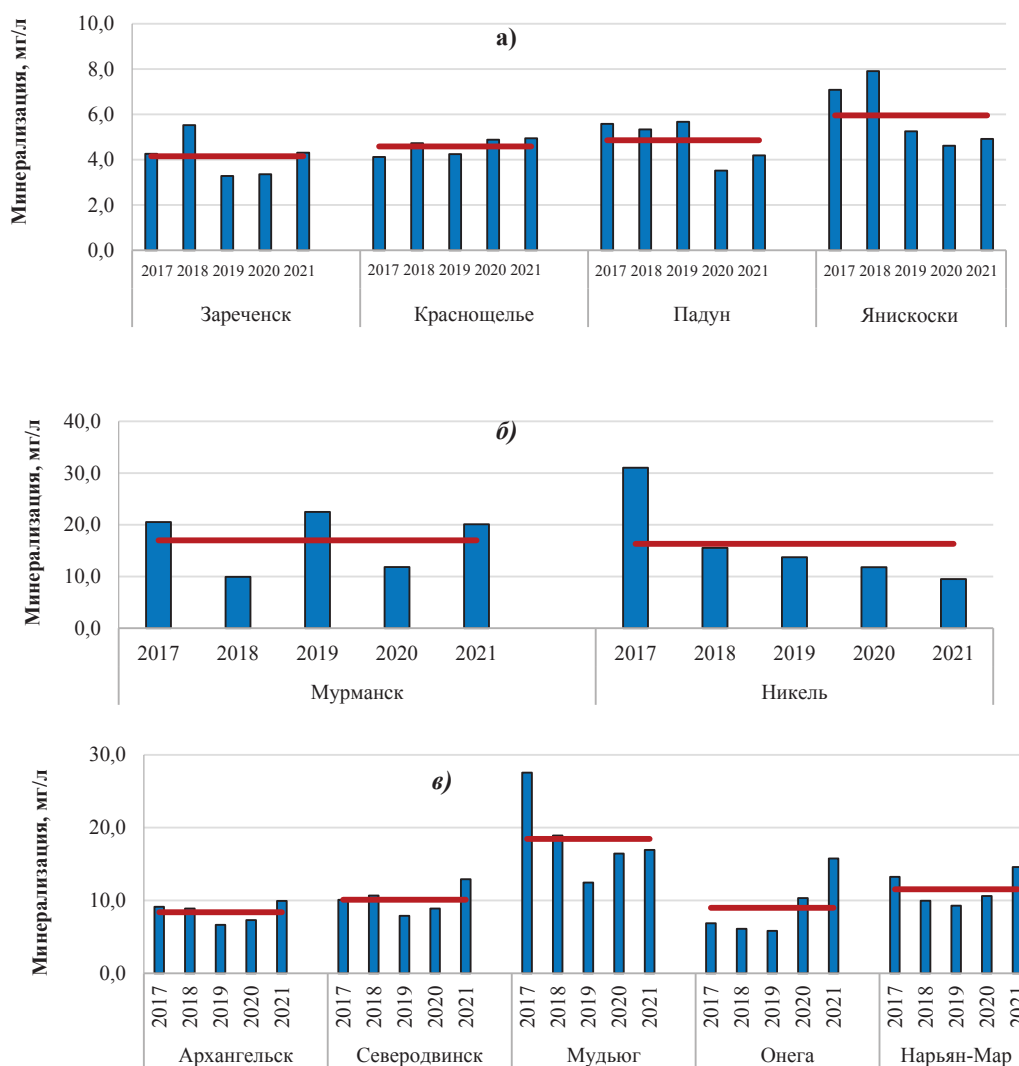 а)
Минерализация, мг/л
10,0
8,0
6,0
4,0
2,0
0,0
2017 2018 2019 2020 2021 2017 2018 2019 2020 2021 2017 2018 2019 2020 2021 2017 2018 2019 2020 2021
Зареченск Краснощелье Падун Янискоски
б)
Минерализация, мг/л
40,0
30,0
20,0
10,0
0,0
2017 2018 2019 2020 2021 2017 2018 2019 2020 2021
Мурманск Никель
в)
Минерализация, мг/л
30,0
20,0
10,0
0,0
2017 2018 2019 2020 2021 2017 2018 2019 2020 2021 2017 2018 2019 2020 2021 2017 2018 2019 2020 2021 2017 2018 2019 2020 2021
Архангельск Северодвинск Мудьюг Онега Нарьян-Мар